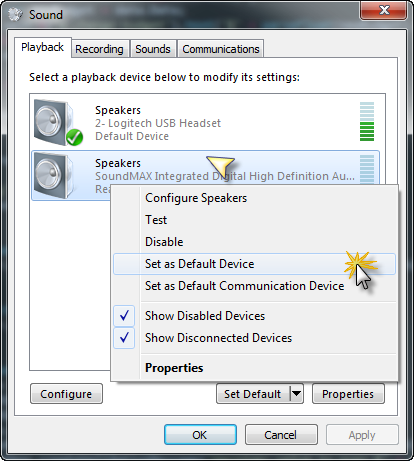 Sound
Playback Recording Sounds Communications
Select a playback device below to modify its settings:
Speakers
2- Logitech USB Headset
Default Device
Speakers
SoundMAX Integrated Digital High Definition Au...
Configure Speakers
Test
Disable
Set as Default Device
Set as Default Communication Device
Show Disabled Devices
Show Disconnected Devices
Properties
Configure Set Default Properties
OK Cancel Apply